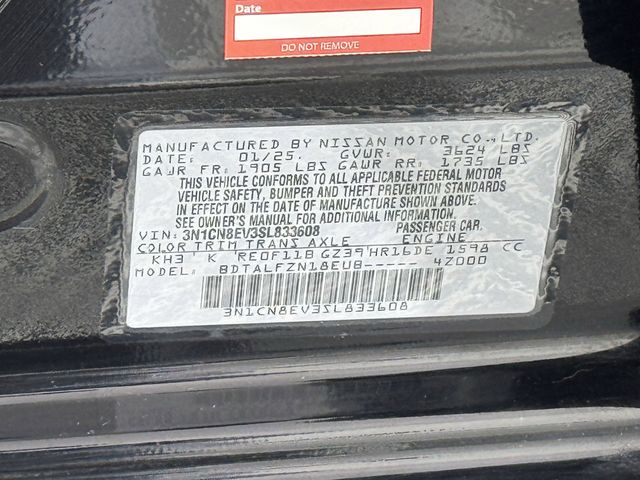 Date
DO NOT REMOVE
MANUFACTURED BY NISSAN MOTOR CO.,LTD.
DATE: 01/25. GVWR: 3624 LBS
GAWR FR: 1905 LBS GAWR RR: 1735 LBS
THIS VEHICLE CONFORMS TO ALL APPLICABLE FEDERAL MOTOR
VEHICLE SAFETY, BUMPER AND THEFT PREVENTION STANDARDS
IN EFFECT ON THE DATE OF MANUFACTURE SHOWN ABOVE.
SEE OWNER'S MANUAL FOR ADDITIONAL INFORMATION.
VIN: 3N1CN8EV3SL833608 PASSENGER CAR.
COLOR TRIM TRANS AXLE ENGINE
KH3 K RE0F11B GZ39 HR16DE 1598 CC
MODEL: BDTALFZN18EUB----- 4Z000
3N1CN8EV3SL833608